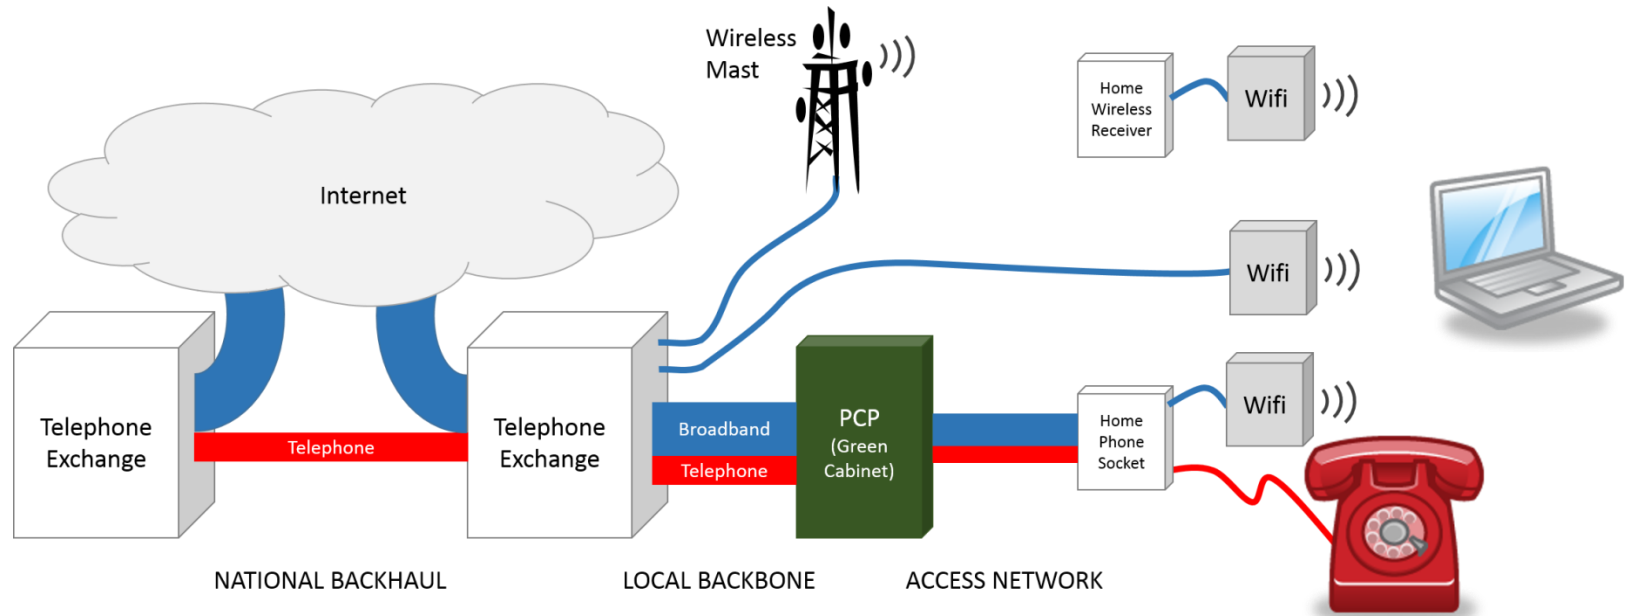 Wireless
Mast
Home
Wireless
Receiver
Wifi
Internet
Wifi
Telephone
Exchange
Telephone
Telephone
Exchange
Broadband
Telephone
PCP
(Green
Cabinet)
Home
Phone
Socket
Wifi
NATIONAL BACKHAUL
LOCAL BACKBONE
ACCESS NETWORK